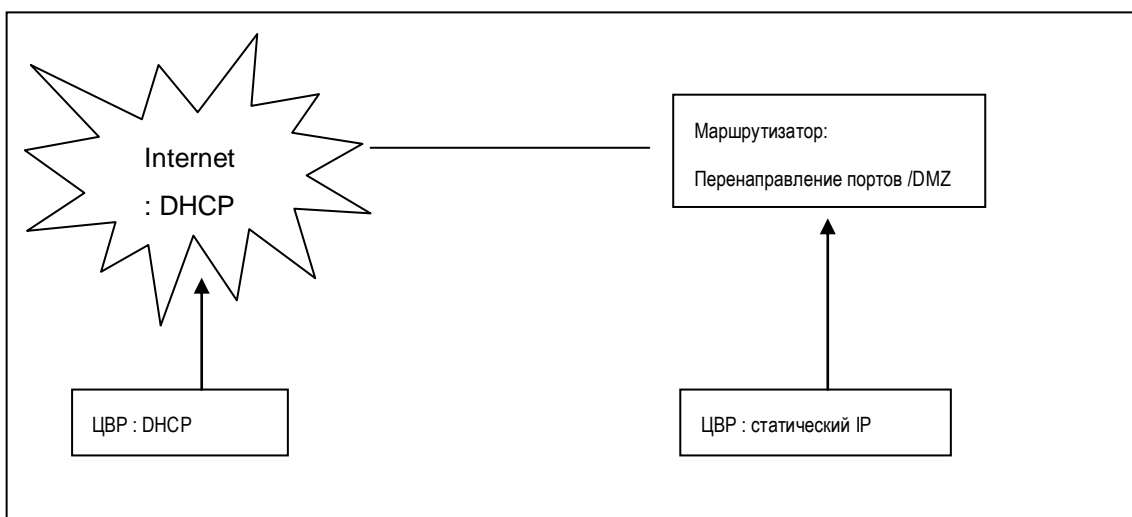 Internet
: DHCP
Маршрутизатор:
Перенаправление портов /DMZ
ЦВР : DHCP
ЦВР : статический IP